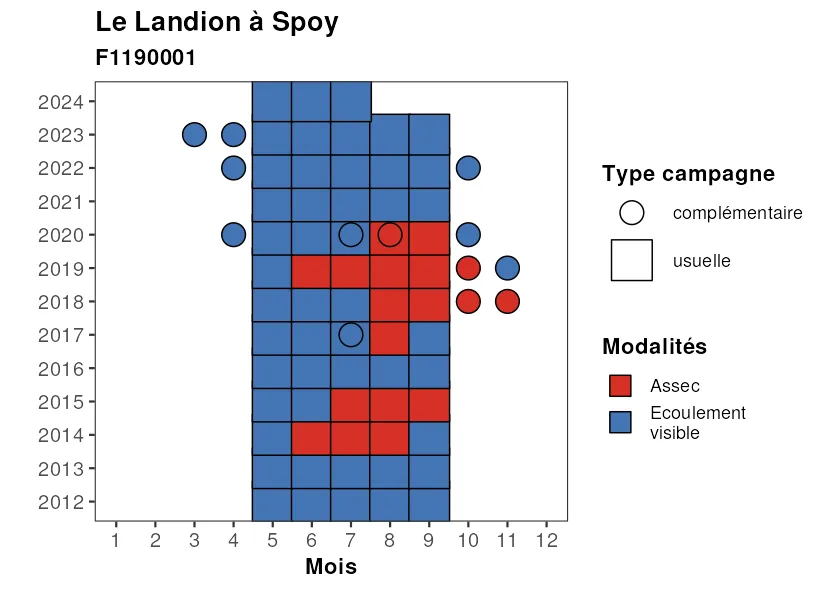 Le Landion à Spoy
F1190001
2024
2023
2022
2021
2020
2019
2018
2017
2016
2015
2014
2013
2012
1 2 3 4 5 6 7 8 9 10 11 12
Mois
Type campagne
complémentaire
usuelle
Modalités
Assec
Ecoulement
visible